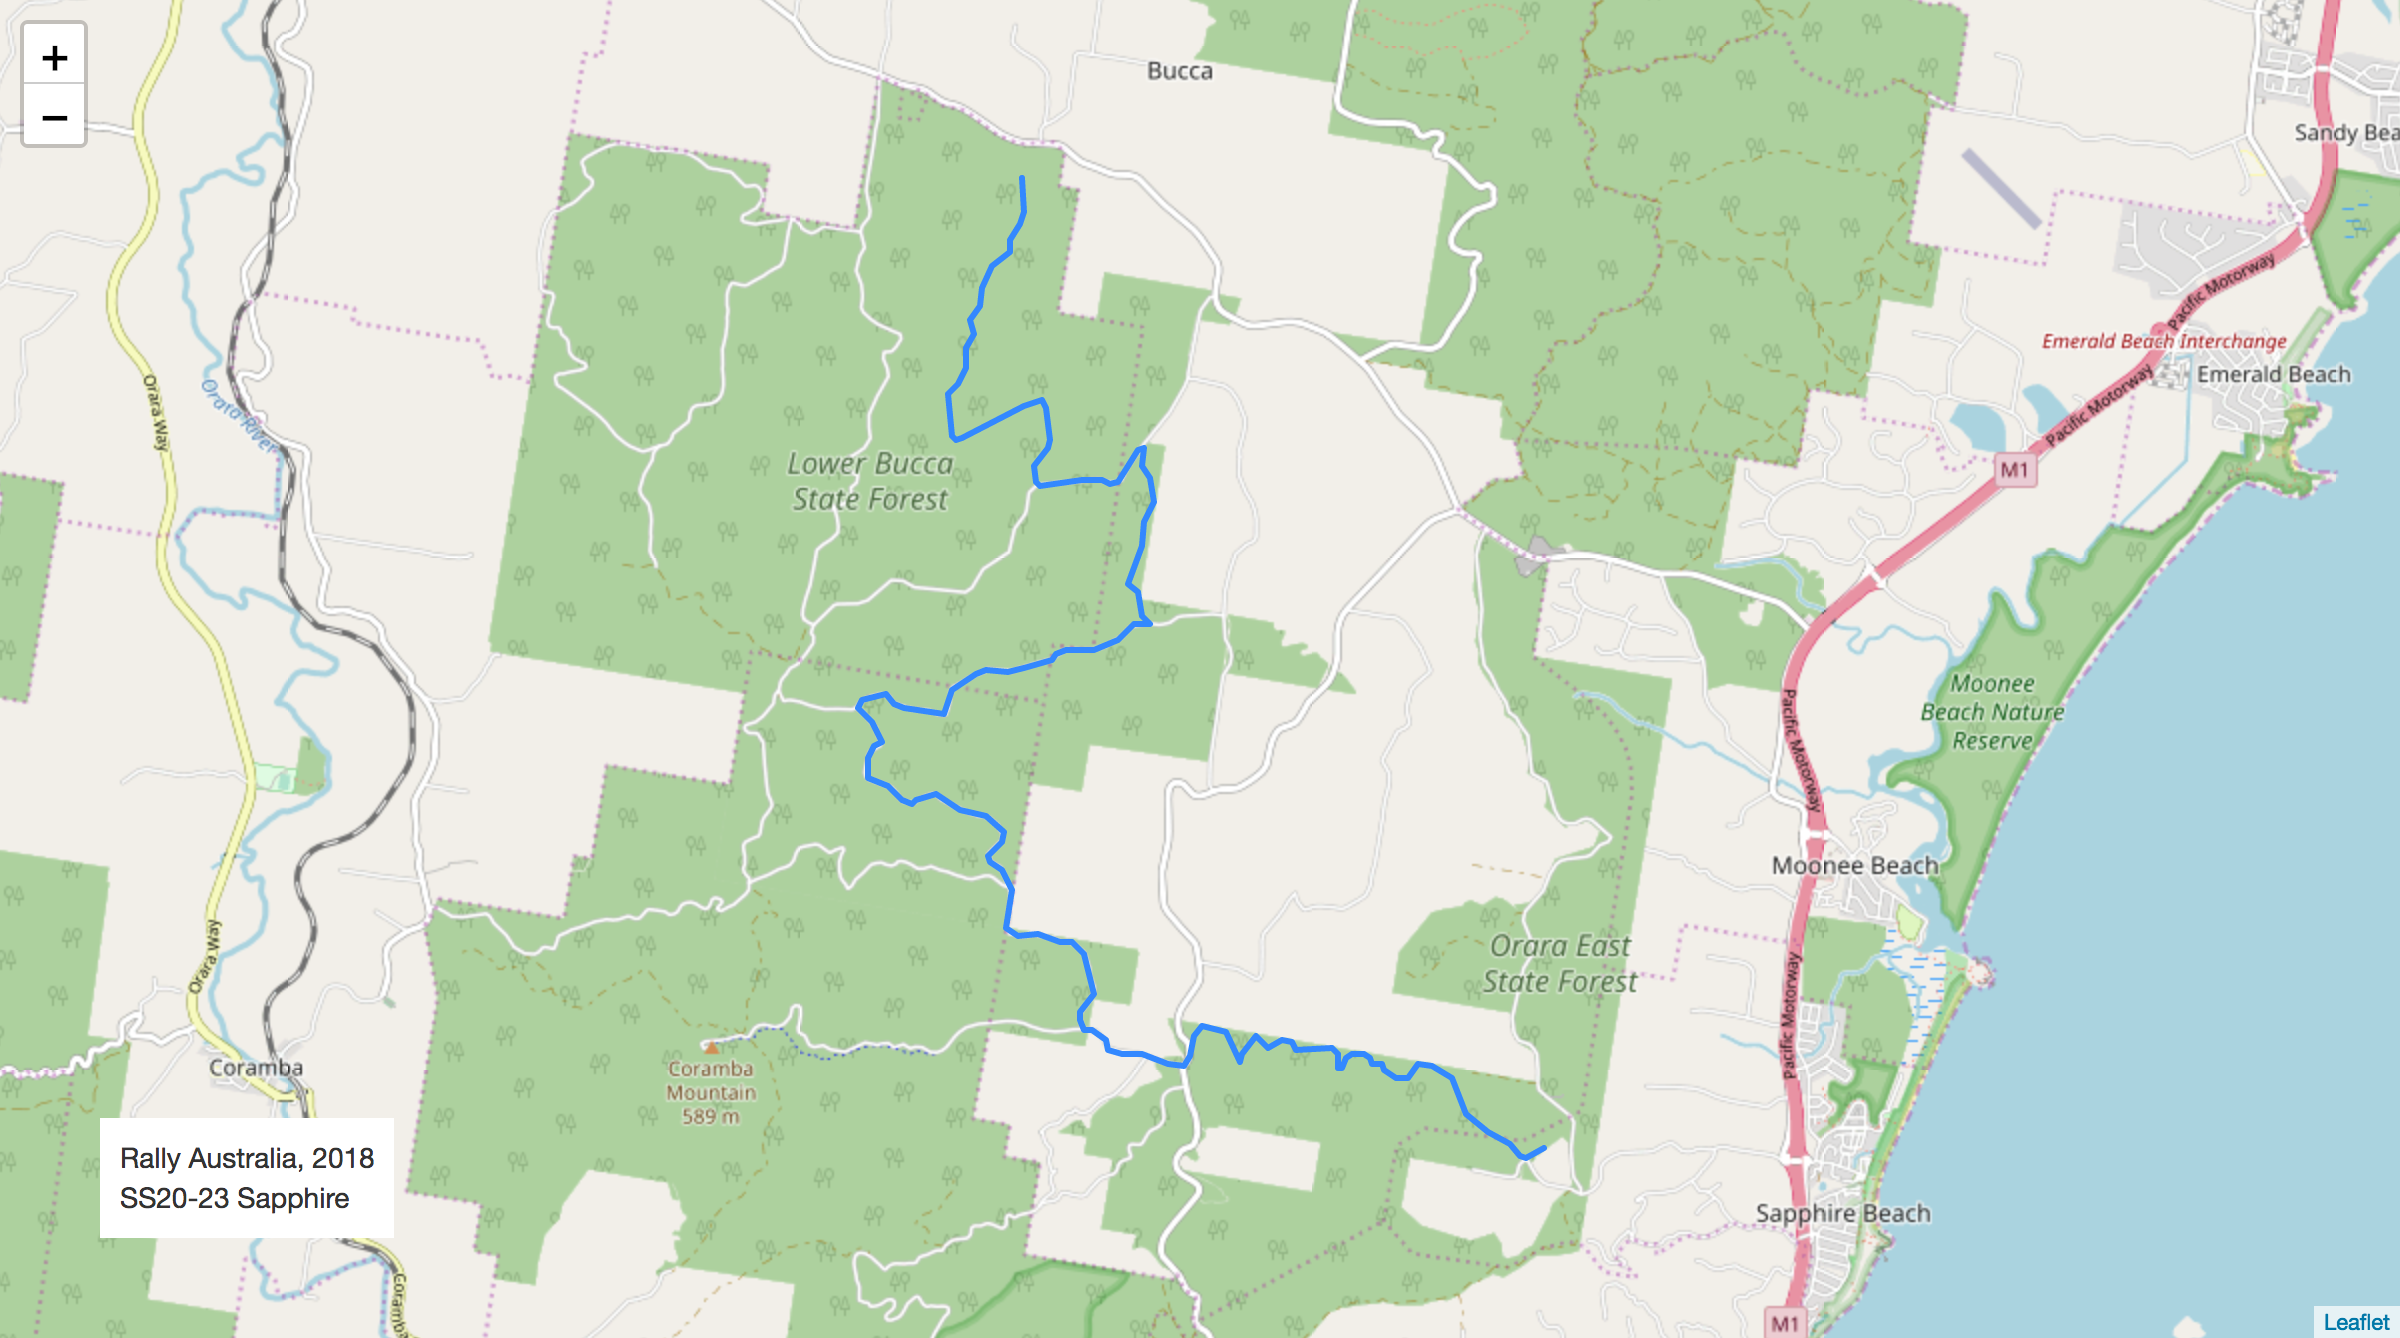 +
−
Bucca
Sandy Bea
Pacific Motorway
Emerald Beach Interchange
Emerald Beach
Orara Way
Orara River
Pacific Motorway
M1
Lower Bucca
State Forest
Moonee
Beach Nature
Reserve
Pacific Motorway
Moonee Beach
Orara Way
Orara East
State Forest
Pacific Motorway
Coramba
Coramba
Mountain
589 m
Rally Australia, 2018
SS20-23 Sapphire
Sapphire Beach
Coramba
M1
Leaflet